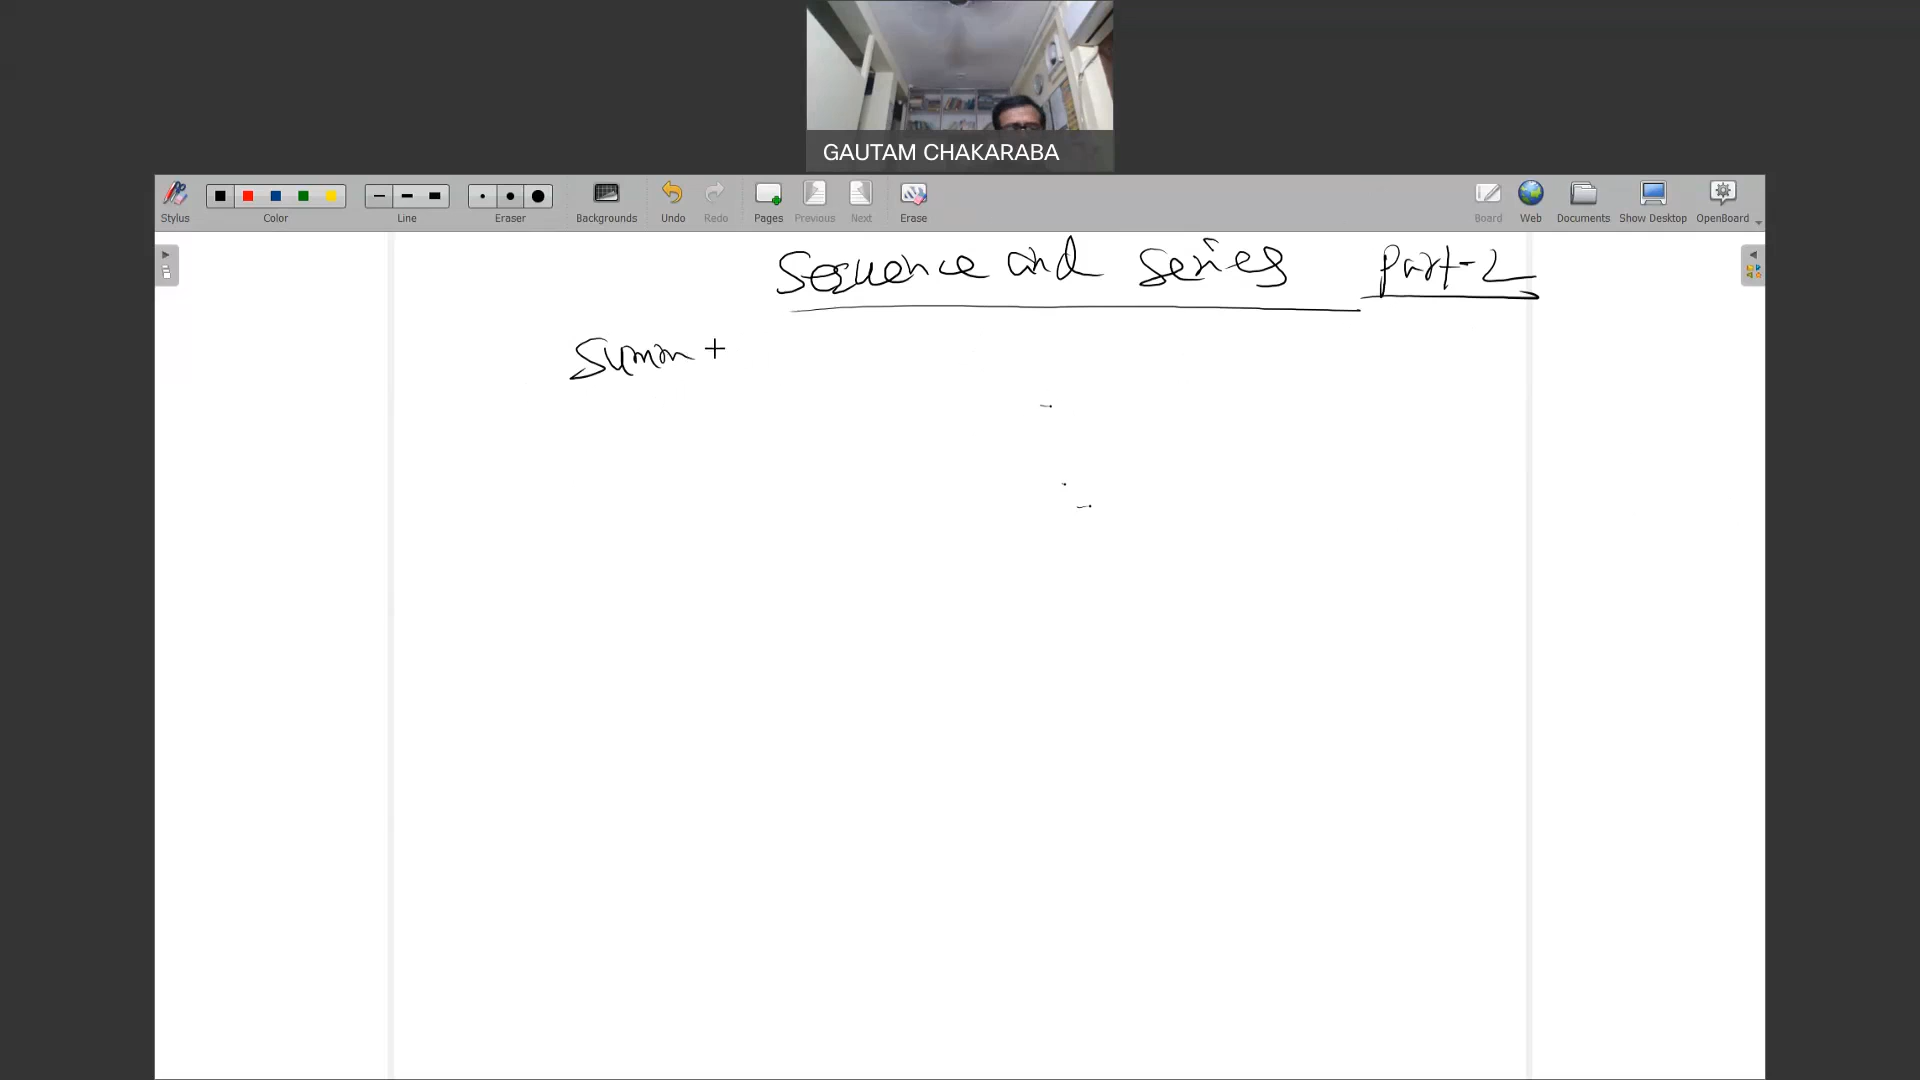 GAUTAM CHAKARABA
Stylus Color Line Eraser Backgrounds Undo Redo Pages Previous Next Erase Board Web Documents Show Desktop OpenBoard
Sequence and Series Part-2
Summ